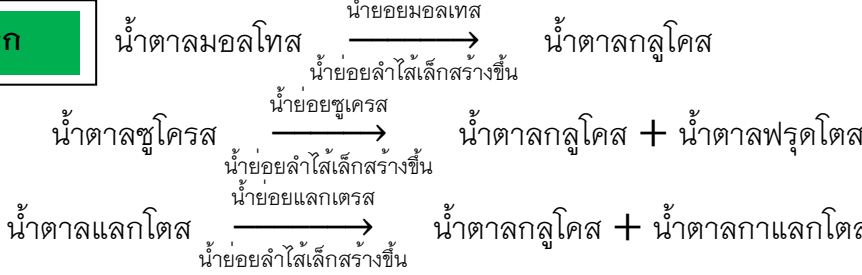 น้ำย่อยมอลเทส
น้ำตาลมอลโทส → น้ำตาลกลูโคส
น้ำย่อยลำไส้เล็กสร้างขึ้น
น้ำย่อยซูเครส
น้ำตาลซูโครส → น้ำตาลกลูโคส + น้ำตาลฟรุดโตส
น้ำย่อยลำไส้เล็กสร้างขึ้น
น้ำย่อยแลกเตรส
น้ำตาลแลกโตส → น้ำตาลกลูโคส + น้ำตาลกาแลกโตส
น้ำย่อยลำไส้เล็กสร้างขึ้น